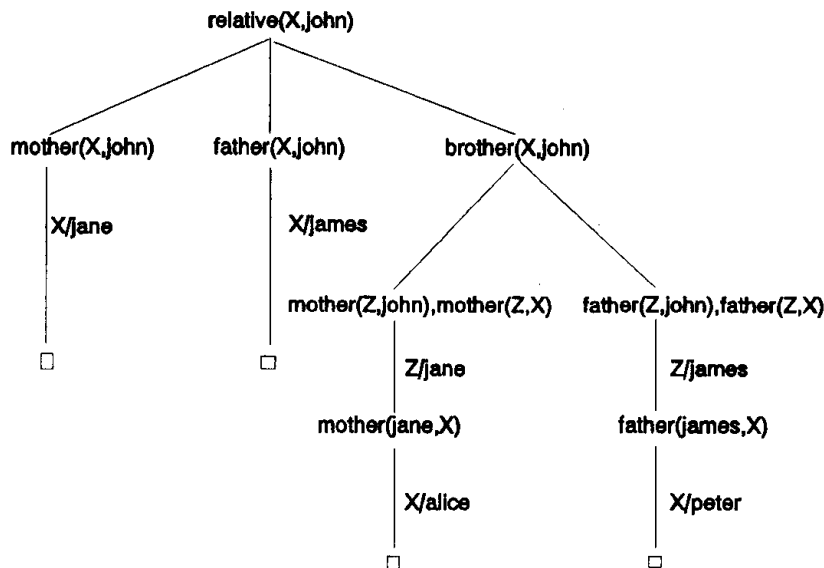 relative(X,john)
mother(X,john) father(X,john) brother(X,john)
X/jane X/james
mother(Z,john),mother(Z,X) father(Z,john),father(Z,X)
Z/jane Z/james
mother(jane,X) father(james,X)
X/alice X/peter